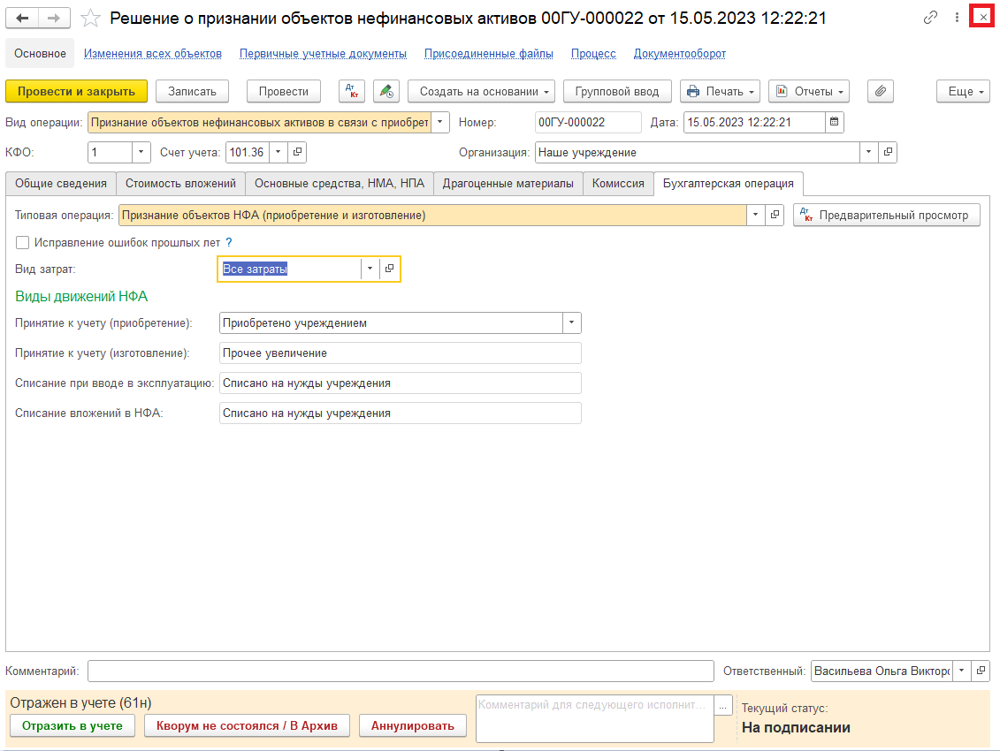 Решение о признании объектов нефинансовых активов 00ГУ-000022 от 15.05.2023 12:22:21
Основное Изменения всех объектов Первичные учетные документы Присоединенные файлы Процесс Документооборот
Провести и закрыть Записать Провести Дт Кт Создать на основании Групповой ввод Печать Отчеты Еще
Вид операции: Признание объектов нефинансовых активов в связи с приобрет Номер: 00ГУ-000022 Дата: 15.05.2023 12:22:21
КФО: 1 Счет учета: 101.36 Организация: Наше учреждение
Общие сведения Стоимость вложений Основные средства, НМА, НПА Драгоценные материалы Комиссия Бухгалтерская операция
Типовая операция: Признание объектов НФА (приобретение и изготовление) Дт Кт Предварительный просмотр
Исправление ошибок прошлых лет ?
Вид затрат: Все затраты
Виды движений НФА
Принятие к учету (приобретение): Приобретено учреждением
Принятие к учету (изготовление): Прочее увеличение
Списание при вводе в эксплуатацию: Списано на нужды учреждения
Списание вложений в НФА: Списано на нужды учреждения
Комментарий: Ответственный: Васильева Ольга Викторо
Отражен в учете (61н) Комментарий для следующего исполнит... ... Текущий статус:
Отразить в учете Кворум не состоялся / В Архив Аннулировать На подписании